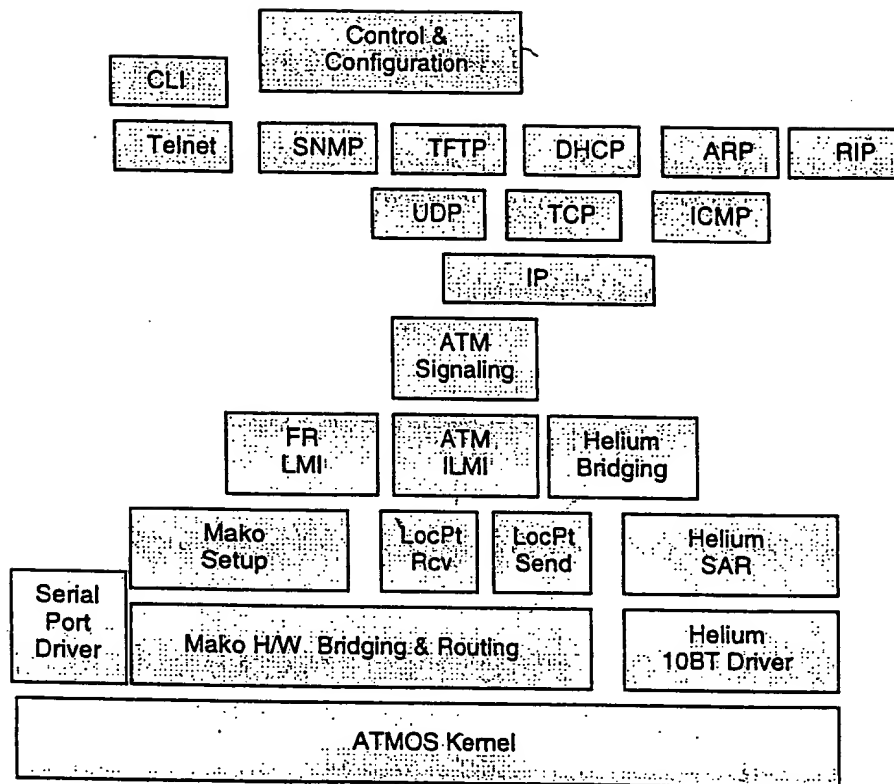 Control &
Configuration
CLI
Telnet
SNMP
TFTP
DHCP
ARP
RIP
UDP
TCP
ICMP
IP
ATM
Signaling
FR
LMI
ATM
ILMI
Helium
Bridging
Mako
Setup
LocPt
Rcv
LocPt
Send
Helium
SAR
Serial
Port
Driver
Mako H/W Bridging & Routing
Helium
10BT Driver
ATMOS Kernel